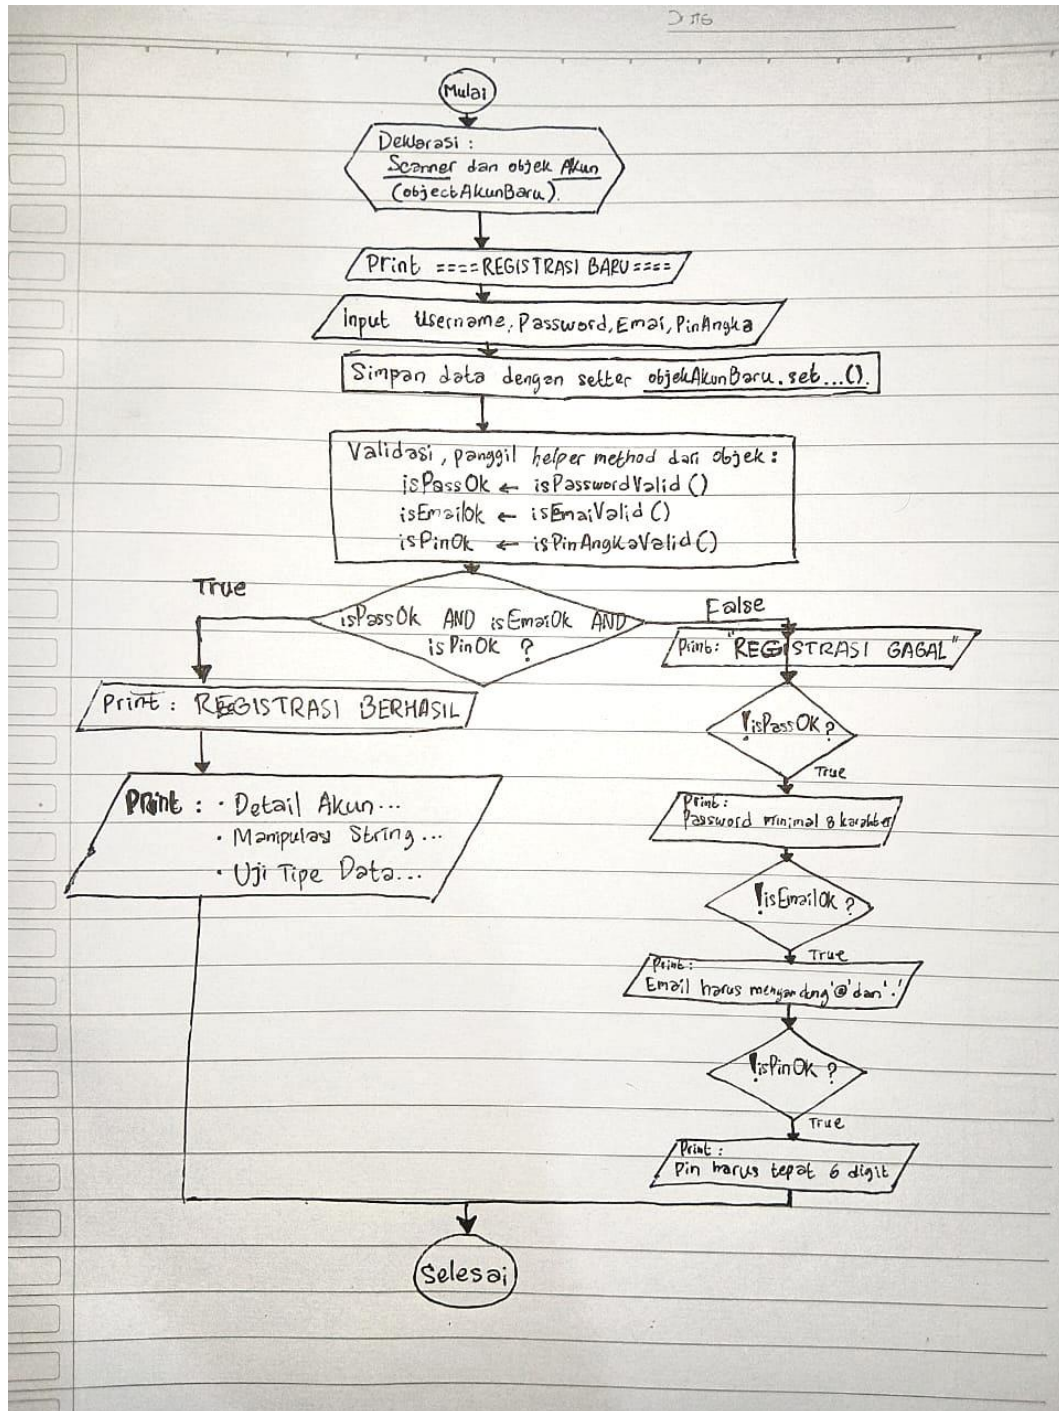 Mulai
Deklarasi :
Scanner dan objek Akun
(objectAkunBaru).
Print ====REGISTRASI BARU====
Input Username, Password, Emai, PinAngka
Simpan data dengan setter objekAkunBaru.set...().
Validasi, panggil helper method dari objek :
isPassOk ← isPasswordValid ()
isEmailOk ← isEmaiValid ()
isPinOk ← isPinAngkaValid ()
True
isPassOk AND isEmaiOk AND
isPinOk ?
False
Print: "REGISTRASI GAGAL"
Print : REGISTRASI BERHASIL
!isPassOk ?
True
Print : · Detail Akun...
· Manipulasi String...
· Uji Tipe Data...
Print :
Password minimal 8 karakter
!isEmailOk ?
True
Print :
Email harus mengandung '@' dan '.'
!isPinOk ?
True
Print :
Pin harus tepat 6 digit
Selesai